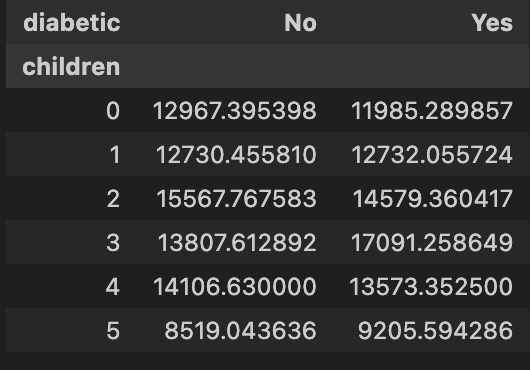 diabetic No Yes
children
0 12967.395398 11985.289857
1 12730.455810 12732.055724
2 15567.767583 14579.360417
3 13807.612892 17091.258649
4 14106.630000 13573.352500
5 8519.043636 9205.594286